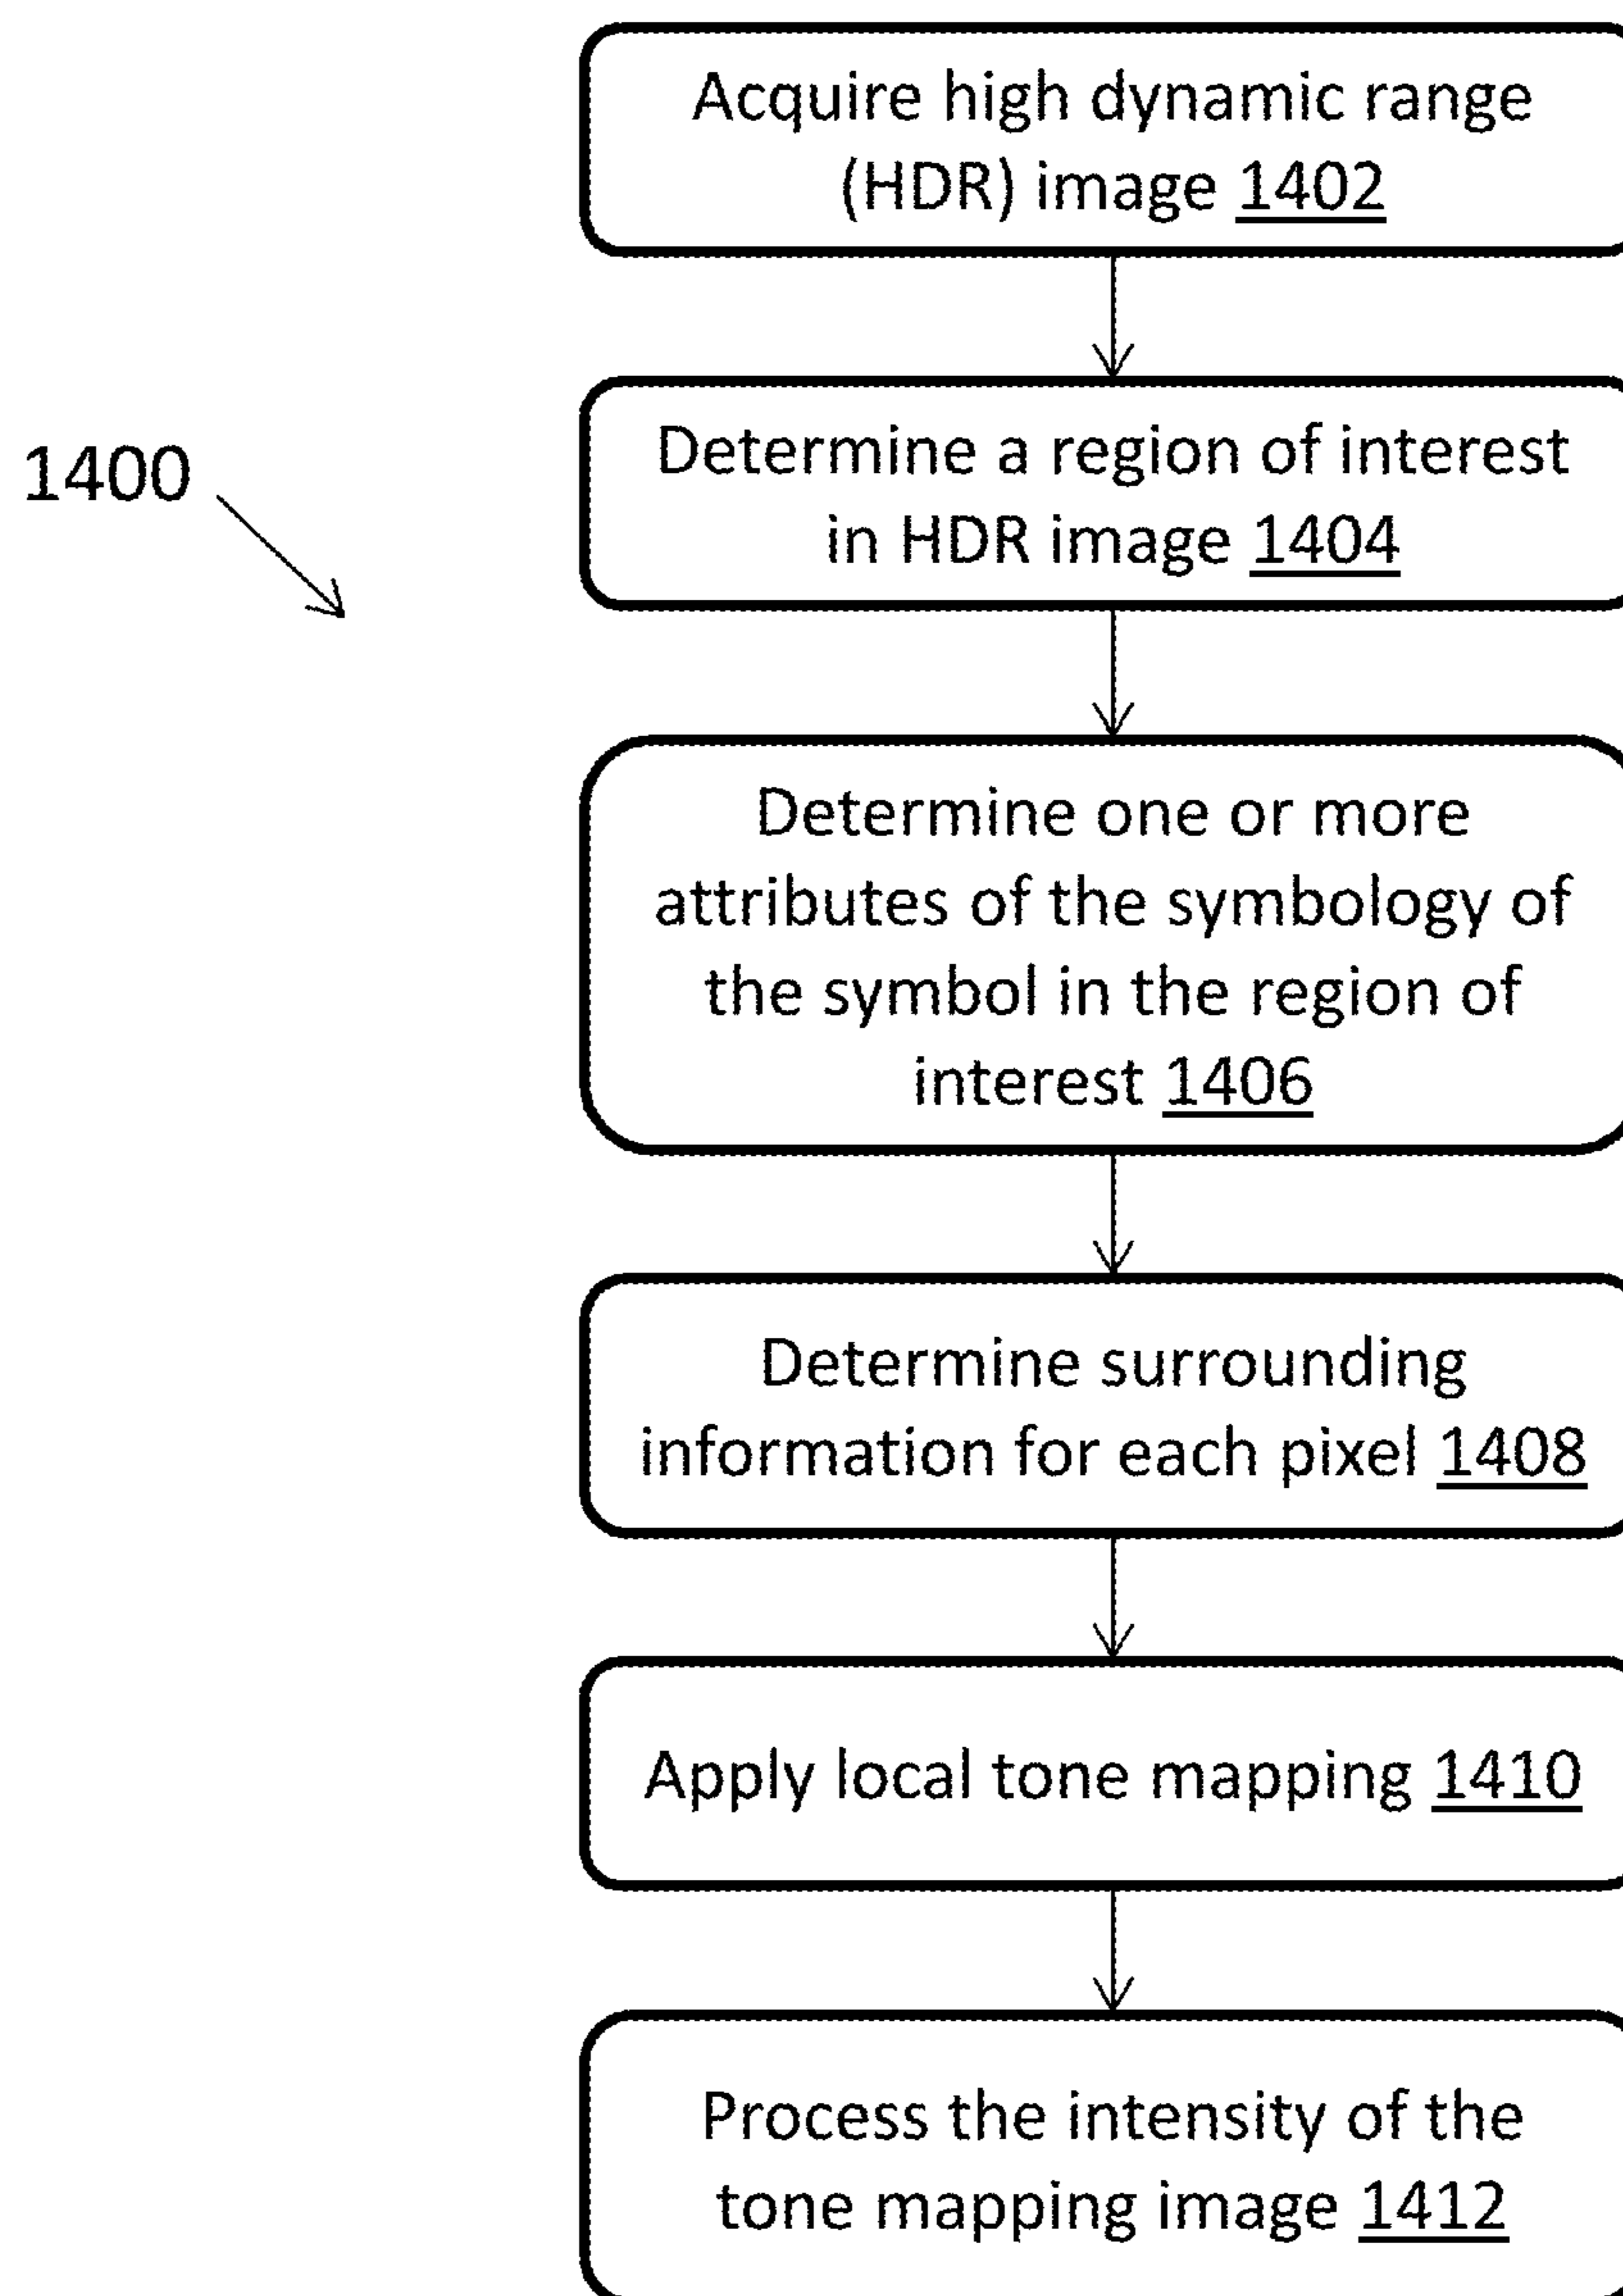 Acquire high dynamic range
(HDR) image 1402
1400
Determine a region of interest
in HDR image 1404
Determine one or more
attributes of the symbology of
the symbol in the region of
interest 1406
Determine surrounding
information for each pixel 1408
Apply local tone mapping 1410
Process the intensity of the
tone mapping image 1412